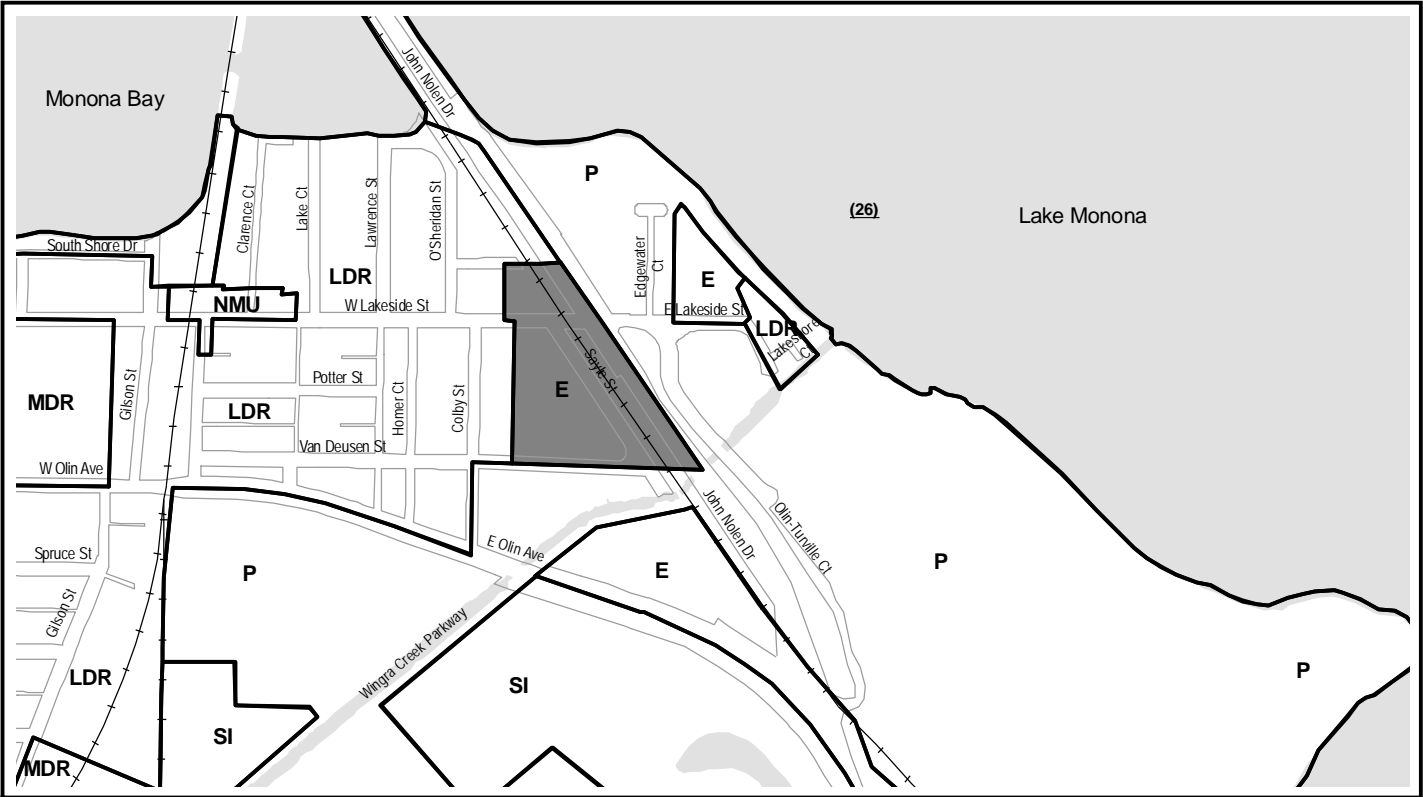 John Nolen Dr
Monona Bay
P
(26)
Lake Monona
Clarence Ct
Lake Ct
Lawrence St
O'Sheridan St
South Shore Dr
Edgewater
Ct
LDR
E
NMU
W Lakeside St
E Lakeside St
LDR
Lakeshore
Ct
Sayle St
Potter St
Gilson St
MDR
E
Homer Ct
Colby St
LDR
Van Deusen St
W Olin Ave
John Nolen Dr
Olin-Turville Ct
E Olin Ave
Spruce St
P
E
P
Gilson St
Wingra Creek Parkway
LDR
SI
P
SI
MDR